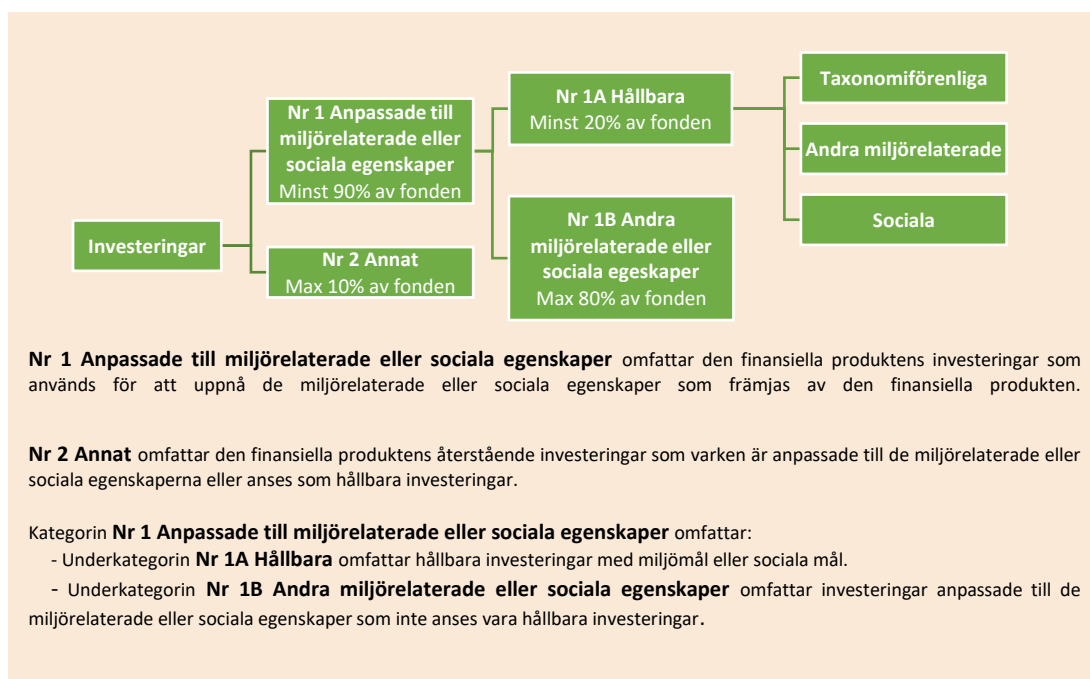 Investeringar
Nr 1 Anpassade till
miljörelaterade eller
sociala egenskaper
Minst 90% av fonden
Nr 2 Annat
Max 10% av fonden
Nr 1A Hållbara
Minst 20% av fonden
Nr 1B Andra
miljörelaterade eller
sociala egeskaper
Max 80% av fonden
Taxonomiförenliga
Andra miljörelaterade
Sociala
Nr 1 Anpassade till miljörelaterade eller sociala egenskaper omfattar den finansiella produktens investeringar som
används för att uppnå de miljörelaterade eller sociala egenskaper som främjas av den finansiella produkten.
Nr 2 Annat omfattar den finansiella produktens återstående investeringar som varken är anpassade till de miljörelaterade eller
sociala egenskaperna eller anses som hållbara investeringar.
Kategorin Nr 1 Anpassade till miljörelaterade eller sociala egenskaper omfattar:
- Underkategorin Nr 1A Hållbara omfattar hållbara investeringar med miljömål eller sociala mål.
- Underkategorin Nr 1B Andra miljörelaterade eller sociala egenskaper omfattar investeringar anpassade till de
miljörelaterade eller sociala egenskaper som inte anses vara hållbara investeringar.